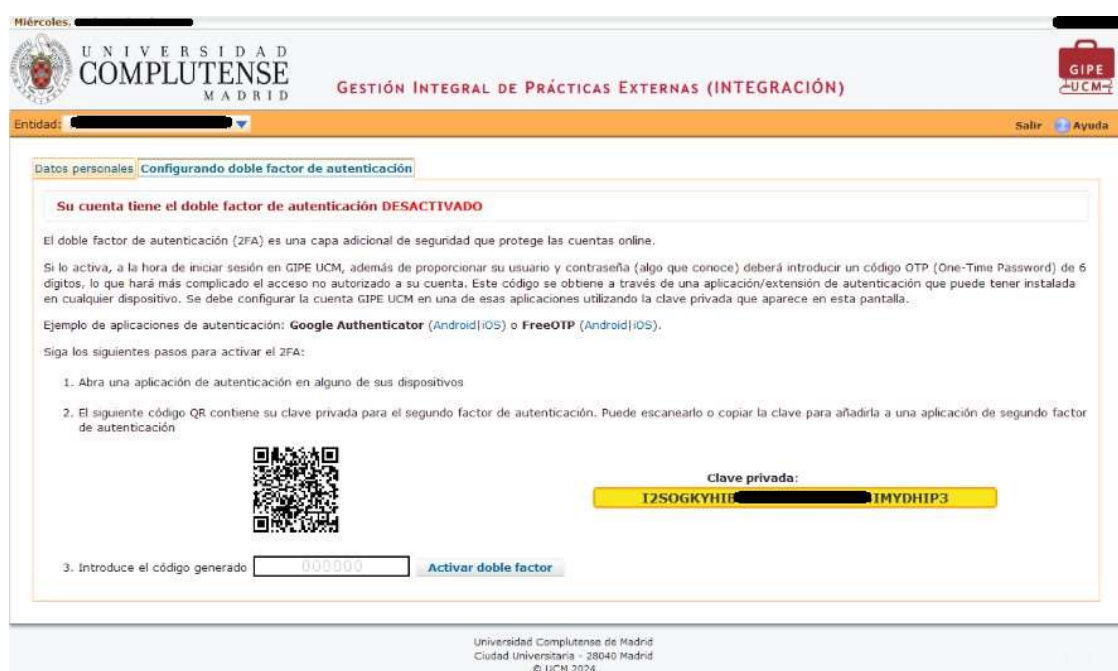 Miércoles,
UNIVERSIDAD
COMPLUTENSE
MADRID
GESTIÓN INTEGRAL DE PRÁCTICAS EXTERNAS (INTEGRACIÓN)
GIPE
UCM
Entidad:
Salir Ayuda
Datos personales Configurando doble factor de autenticación
Su cuenta tiene el doble factor de autenticación DESACTIVADO
El doble factor de autenticación (2FA) es una capa adicional de seguridad que protege las cuentas online.
Si lo activa, a la hora de iniciar sesión en GIPE UCM, además de proporcionar su usuario y contraseña (algo que conoce) deberá introducir un código OTP (One-Time Password) de 6
dígitos, lo que hará más complicado el acceso no autorizado a su cuenta. Este código se obtiene a través de una aplicación/extensión de autenticación que puede tener instalada
en cualquier dispositivo. Se debe configurar la cuenta GIPE UCM en una de esas aplicaciones utilizando la clave privada que aparece en esta pantalla.
Ejemplo de aplicaciones de autenticación: Google Authenticator (Android|iOS) o FreeOTP (Android|iOS).
Siga los siguientes pasos para activar el 2FA:
1. Abra una aplicación de autenticación en alguno de sus dispositivos
2. El siguiente código QR contiene su clave privada para el segundo factor de autenticación. Puede escanearlo o copiar la clave para añadirla a una aplicación de segundo factor
de autenticación
Clave privada:
I2SOGKYHI IMYDHIP3
3. Introduce el código generado 000000 Activar doble factor
Universidad Complutense de Madrid
Ciudad Universitaria - 28040 Madrid
© UCM 2024